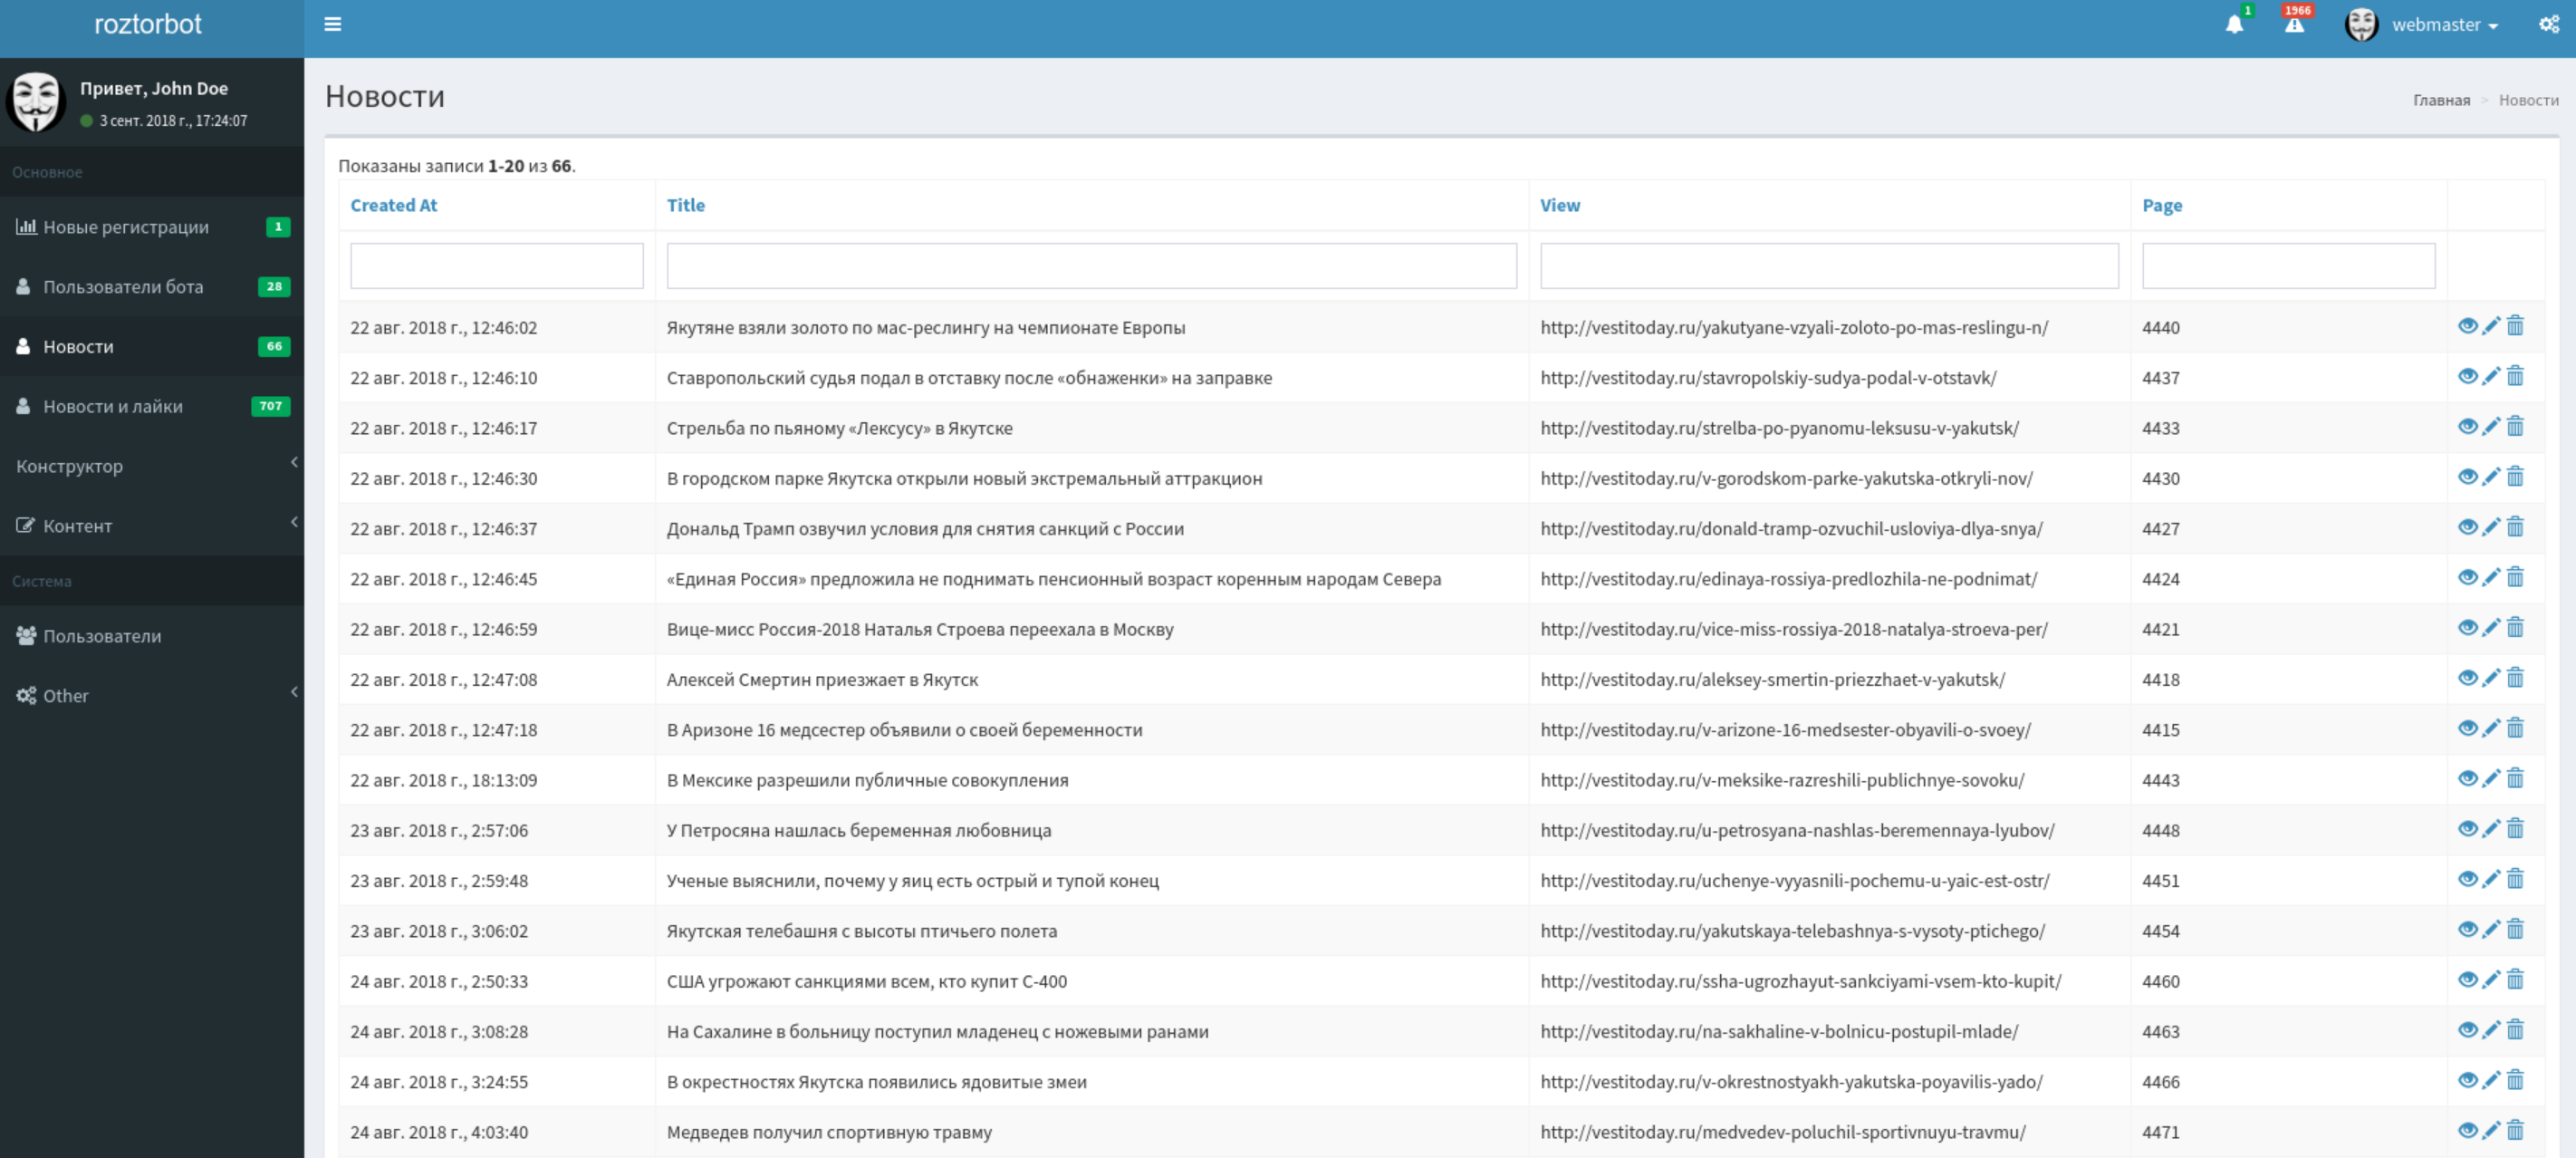 roztorbot
1
1966
webmaster
Привет, John Doe
3 сент. 2018 г., 17:24:07
Основное
Новые регистрации 1
Пользователи бота 28
Новости 66
Новости и лайки 707
Конструктор
Контент
Система
Пользователи
Other
Новости
Главная > Новости
Показаны записи 1-20 из 66.
Created At Title View Page
22 авг. 2018 г., 12:46:02 Якутяне взяли золото по мас-реслингу на чемпионате Европы http://vestitoday.ru/yakutyane-vzyali-zoloto-po-mas-reslingu-n/ 4440
22 авг. 2018 г., 12:46:10 Ставропольский судья подал в отставку после «обнаженки» на заправке http://vestitoday.ru/stavropolskiy-sudya-podal-v-otstavk/ 4437
22 авг. 2018 г., 12:46:17 Стрельба по пьяному «Лексусу» в Якутске http://vestitoday.ru/strelba-po-pyanomu-leksusu-v-yakutsk/ 4433
22 авг. 2018 г., 12:46:30 В городском парке Якутска открыли новый экстремальный аттракцион http://vestitoday.ru/v-gorodskom-parke-yakutska-otkryli-nov/ 4430
22 авг. 2018 г., 12:46:37 Дональд Трамп озвучил условия для снятия санкций с России http://vestitoday.ru/donald-tramp-ozvuchil-usloviya-dlya-snya/ 4427
22 авг. 2018 г., 12:46:45 «Единая Россия» предложила не поднимать пенсионный возраст коренным народам Севера http://vestitoday.ru/edinaya-rossiya-predlozhila-ne-podnimat/ 4424
22 авг. 2018 г., 12:46:59 Вице-мисс Россия-2018 Наталья Строева переехала в Москву http://vestitoday.ru/vice-miss-rossiya-2018-natalya-stroeva-per/ 4421
22 авг. 2018 г., 12:47:08 Алексей Смертин приезжает в Якутск http://vestitoday.ru/aleksey-smertin-priezzhaet-v-yakutsk/ 4418
22 авг. 2018 г., 12:47:18 В Аризоне 16 медсестер объявили о своей беременности http://vestitoday.ru/v-arizone-16-medsester-obyavili-o-svoey/ 4415
22 авг. 2018 г., 18:13:09 В Мексике разрешили публичные совокупления http://vestitoday.ru/v-meksike-razreshili-publichnye-sovoku/ 4443
23 авг. 2018 г., 2:57:06 У Петросяна нашлась беременная любовница http://vestitoday.ru/u-petrosyana-nashlas-beremennaya-lyubov/ 4448
23 авг. 2018 г., 2:59:48 Ученые выяснили, почему у яиц есть острый и тупой конец http://vestitoday.ru/uchenye-vyyasnili-pochemu-u-yaic-est-ostr/ 4451
23 авг. 2018 г., 3:06:02 Якутская телебашня с высоты птичьего полета http://vestitoday.ru/yakutskaya-telebashnya-s-vysoty-ptichego/ 4454
24 авг. 2018 г., 2:50:33 США угрожают санкциями всем, кто купит С-400 http://vestitoday.ru/ssha-ugrozhayut-sankciyami-vsem-kto-kupit/ 4460
24 авг. 2018 г., 3:08:28 На Сахалине в больницу поступил младенец с ножевыми ранами http://vestitoday.ru/na-sakhaline-v-bolnicu-postupil-mlade/ 4463
24 авг. 2018 г., 3:24:55 В окрестностях Якутска появились ядовитые змеи http://vestitoday.ru/v-okrestnostyakh-yakutska-poyavilis-yado/ 4466
24 авг. 2018 г., 4:03:40 Медведев получил спортивную травму http://vestitoday.ru/medvedev-poluchil-sportivnuyu-travmu/ 4471